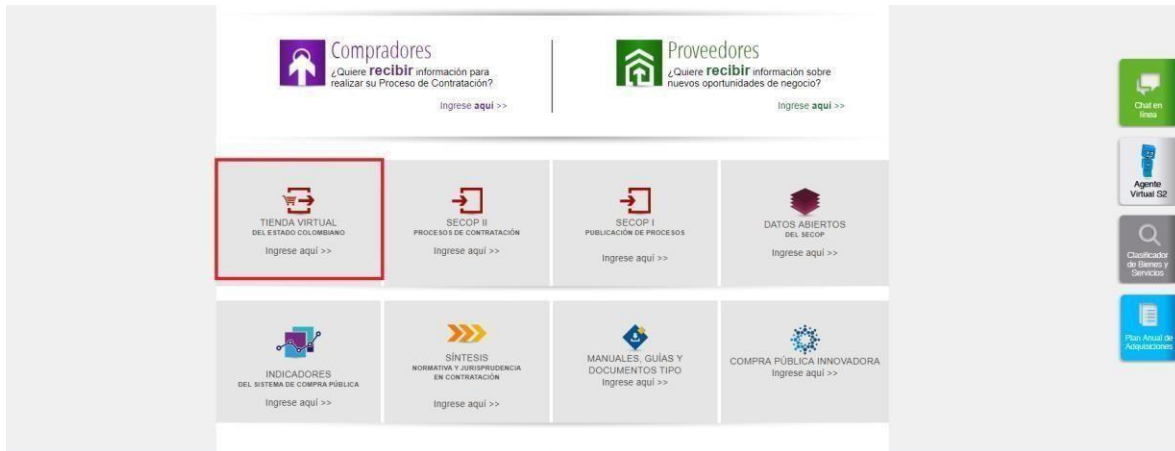 Compradores
¿Quiere recibir información para
realizar su Proceso de Contratación?
Ingrese aquí >>
Proveedores
¿Quiere recibir información sobre
nuevos oportunidades de negocio?
Ingrese aquí >>
Chat en
línea
Agente
Virtual S2
Clasificador
de Bienes y
Servicios
Plan Anual de
Adquisiciones
TIENDA VIRTUAL
DEL ESTADO COLOMBIANO
Ingrese aquí >>
SECOP II
PROCESOS DE CONTRATACIÓN
Ingrese aquí >>
SECOP I
PUBLICACIÓN DE PROCESOS
Ingrese aquí >>
DATOS ABIERTOS
DEL SECOP
Ingrese aquí >>
INDICADORES
DEL SISTEMA DE COMPRA PÚBLICA
Ingrese aquí >>
SÍNTESIS
NORMATIVA Y JURISPRUDENCIA
EN CONTRATACIÓN
Ingrese aquí >>
MANUALES, GUÍAS Y
DOCUMENTOS TIPO
Ingrese aquí >>
COMPRA PÚBLICA INNOVADORA
Ingrese aquí >>